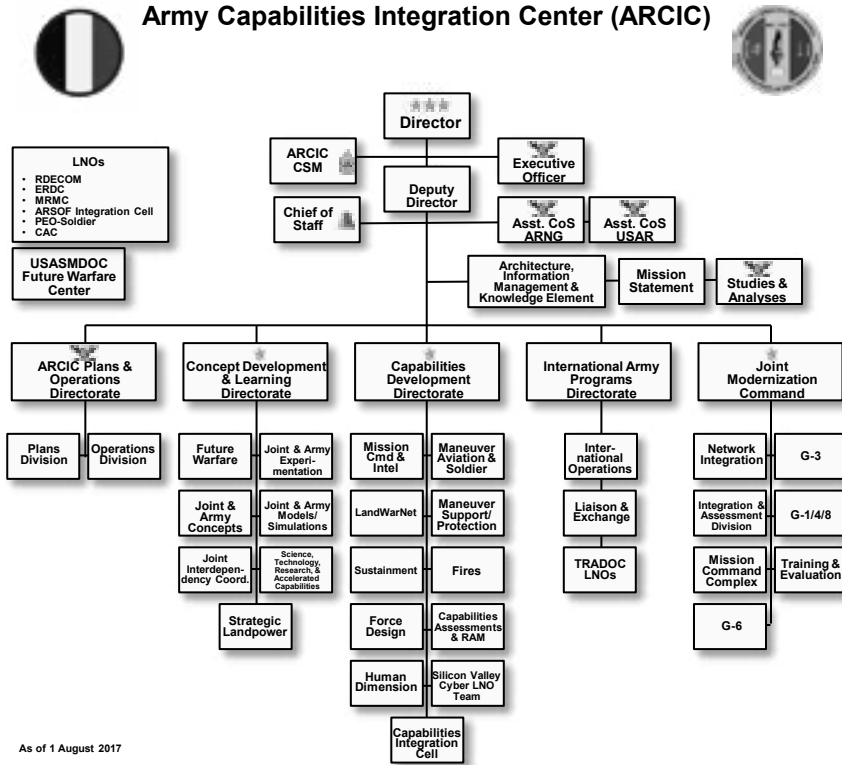 Army Capabilities Integration Center (ARCIC)
Director
ARCIC
CSM
Executive
Officer
Deputy
Director
LNOs
• RDECOM
• ERDC
• MRMC
• ARSOF Integration Cell
• PEO-Soldier
• CAC
Chief of
Staff
Asst. CoS
ARNG
Asst. CoS
USAR
USASMDOC
Future Warfare
Center
Architecture,
Information
Management &
Knowledge Element
Mission
Statement
Studies &
Analyses
ARCIC Plans &
Operations
Directorate
Concept Development
& Learning
Directorate
Capabilities
Development
Directorate
International Army
Programs
Directorate
Joint
Modernization
Command
Plans
Division
Operations
Division
Future
Warfare
Joint & Army
Experi-
mentation
Joint &
Army
Concepts
Joint & Army
Models/
Simulations
Joint
Interdepen-
dency Coord.
Science,
Technology,
Research, &
Accelerated
Capabilities
Strategic
Landpower
Mission
Cmd &
Intel
Maneuver
Aviation &
Soldier
LandWarNet
Maneuver
Support/
Protection
Sustainment
Fires
Force
Design
Capabilities
Assessments
& RAM
Human
Dimension
Silicon Valley
Cyber LNO
Team
Capabilities
Integration
Cell
Inter-
national
Operations
Liaison &
Exchange
TRADOC
LNOs
Network
Integration
G-3
Integration &
Assessment
Division
G-1/4/8
Mission
Command
Complex
Training &
Evaluation
G-6
As of 1 August 2017